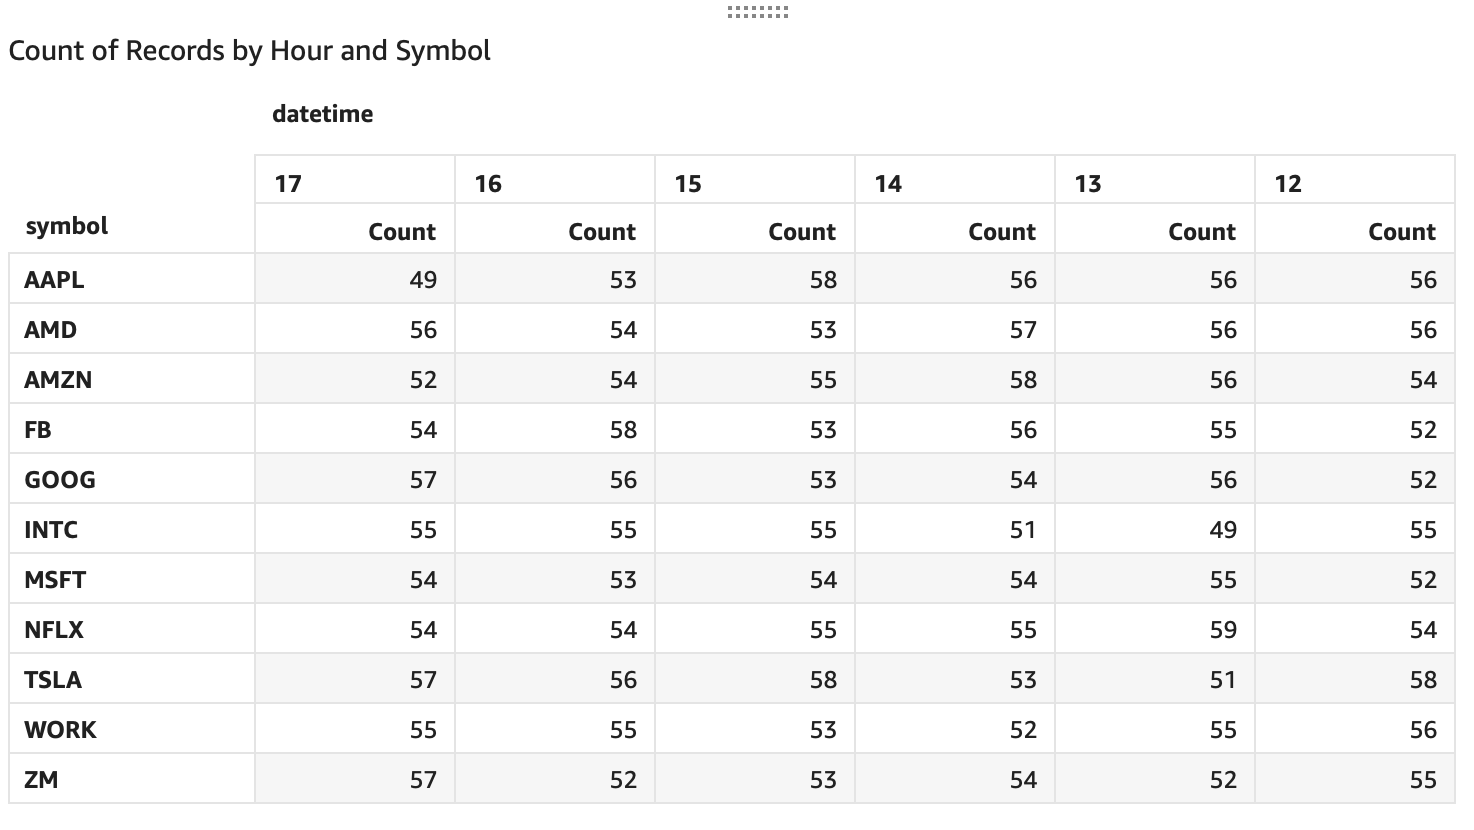 Count of Records by Hour and Symbol
datetime
17 16 15 14 13 12
symbol Count Count Count Count Count Count
AAPL 49 53 58 56 56 56
AMD 56 54 53 57 56 56
AMZN 52 54 55 58 56 54
FB 54 58 53 56 55 52
GOOG 57 56 53 54 56 52
INTC 55 55 55 51 49 55
MSFT 54 53 54 54 55 52
NFLX 54 54 55 55 59 54
TSLA 57 56 58 53 51 58
WORK 55 55 53 52 55 56
ZM 57 52 53 54 52 55